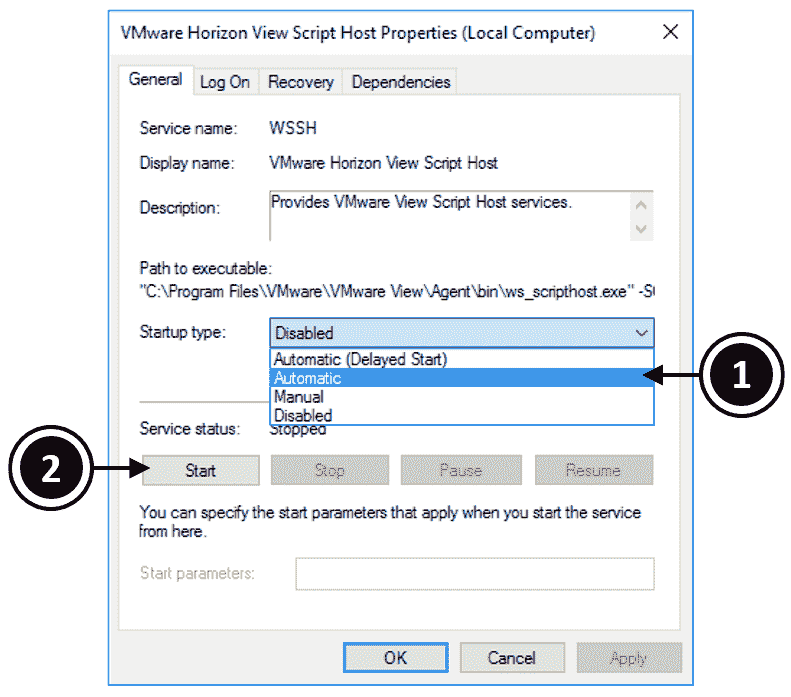 VMware Horizon View Script Host Properties (Local Computer)
General Log On Recovery Dependencies
Service name: WSSH
Display name: VMware Horizon View Script Host
Description: Provides VMware View Script Host services.
Path to executable:
"C:\Program Files\VMware\VMware View\Agent\bin\ws_scripthost.exe" -S
Startup type: Disabled
Automatic (Delayed Start)
Automatic
1
Manual
Disabled
Service status: Stopped
2
Start Stop Pause Resume
You can specify the start parameters that apply when you start the service
from here.
Start parameters:
OK Cancel Apply